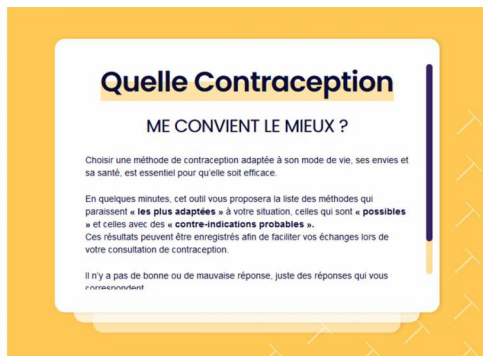 Quelle Contraception
ME CONVIENT LE MIEUX ?
Choisir une méthode de contraception adaptée à son mode de vie, ses envies et
sa santé, est essentiel pour qu'elle soit efficace.
En quelques minutes, cet outil vous proposera la liste des méthodes qui
paraissent « les plus adaptées » à votre situation, celles qui sont « possibles
» et celles avec des « contre-indications probables ».
Ces résultats peuvent être enregistrés afin de faciliter vos échanges lors de
votre consultation de contraception.
Il n'y a pas de bonne ou de mauvaise réponse, juste des réponses qui vous
correspondent